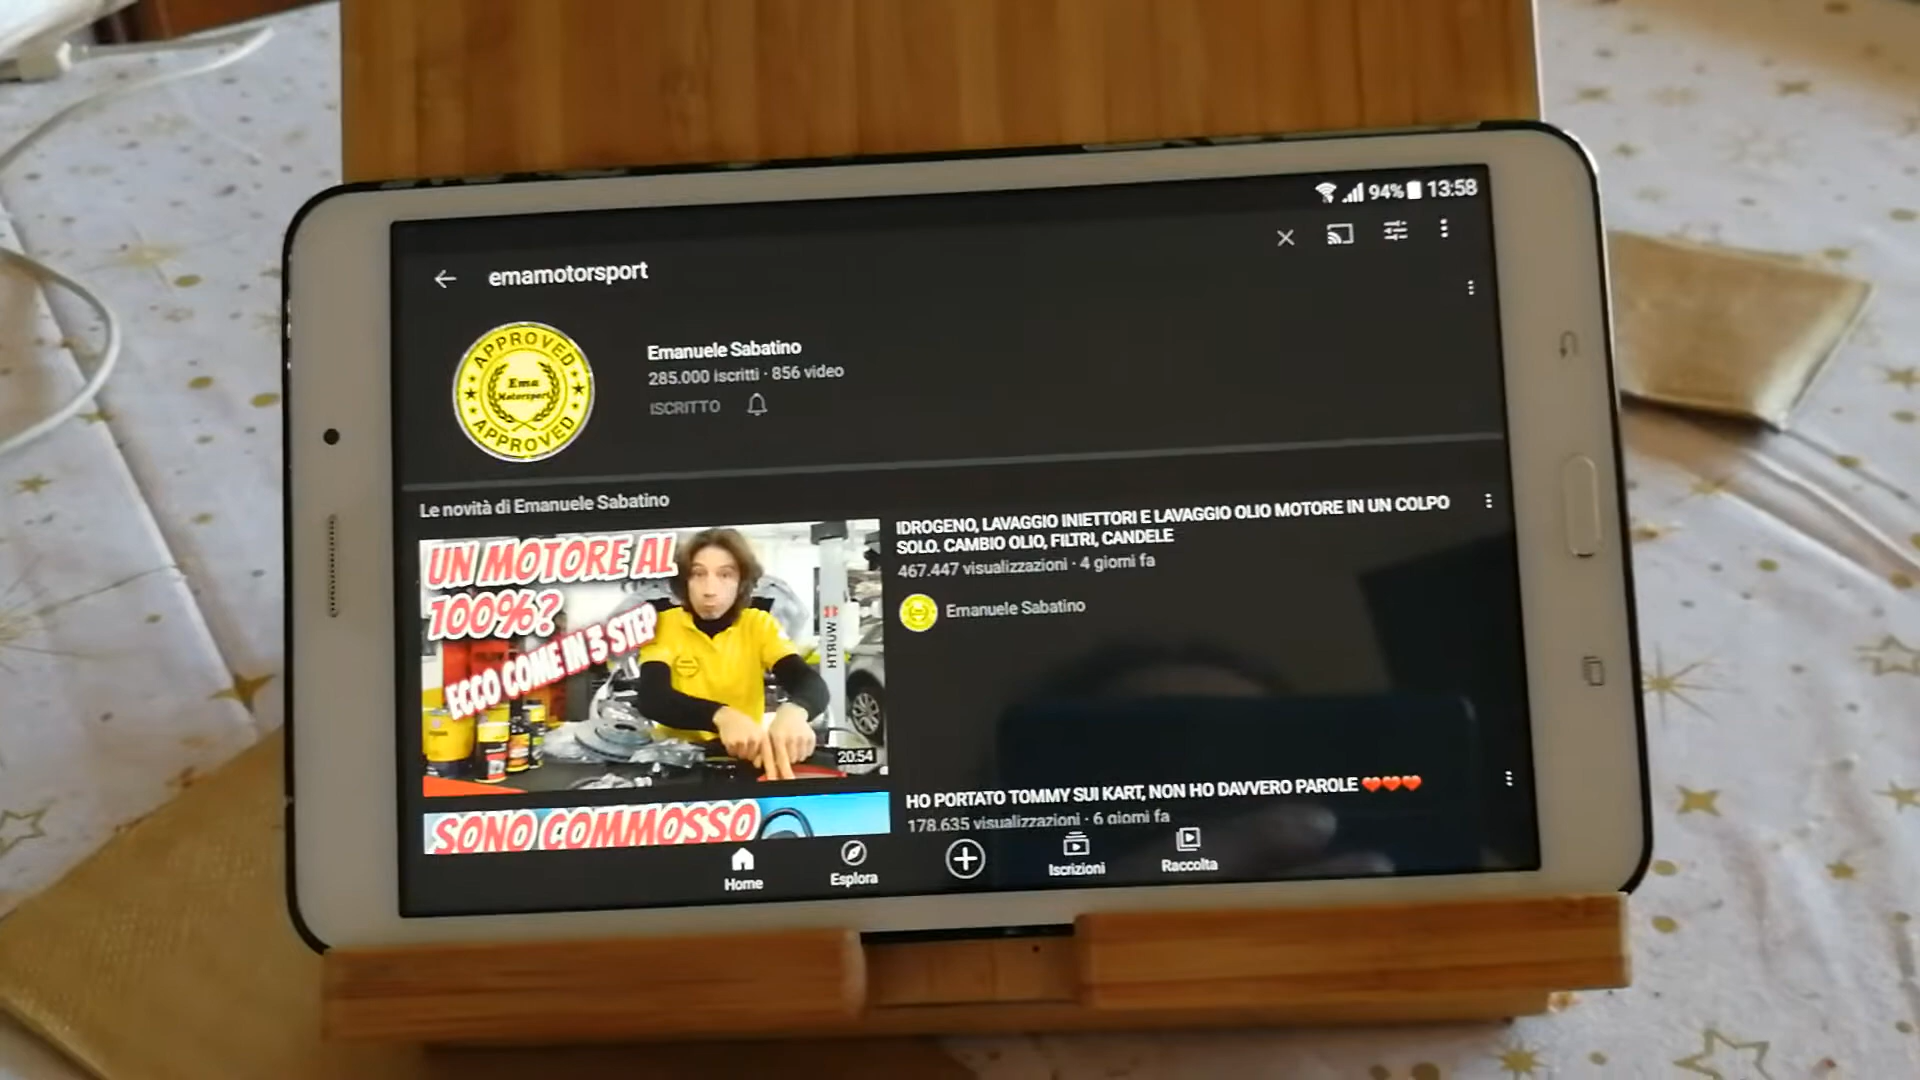 94% 13:58
emamotorsport
APPROVED
Ema
Motorsport
APPROVED
Emanuele Sabatino
285.000 iscritti · 856 video
ISCRITTO
Le novità di Emanuele Sabatino
UN MOTORE AL
100%?
ECCO COME IN 3 STEP
WÜRTH
20:54
IDROGENO, LAVAGGIO INIETTORI E LAVAGGIO OLIO MOTORE IN UN COLPO
SOLO. CAMBIO OLIO, FILTRI, CANDELE
467.447 visualizzazioni · 4 giorni fa
Emanuele Sabatino
SONO COMMOSSO
HO PORTATO TOMMY SUI KART, NON HO DAVVERO PAROLE ❤❤❤
178.635 visualizzazioni · 6 giorni fa
Home
Esplora
Iscrizioni
Raccolta